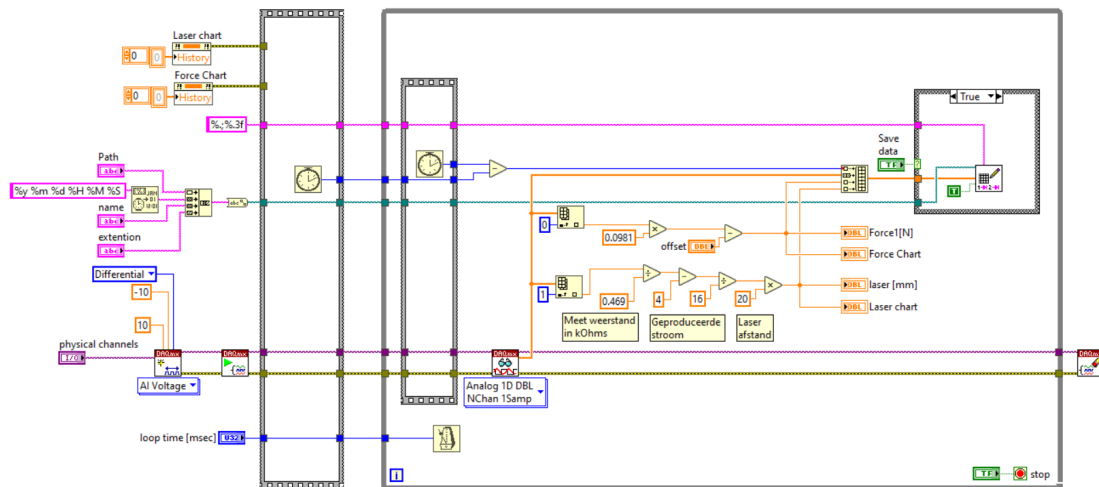 Laser chart
0
0
History
Force Chart
0
0
History
%.;%.3f
Path
abc
%y %m %d %H %M %S
name
abc
extention
abc
Differential
-10
10
physical channels
I/O
DAQmx
DAQmx
AI Voltage
loop time [msec]
U32
True
Save
data
TF
T
0
0.0981
offset
DBL
DBL
Force1[N]
DBL
Force Chart
1
0.469
4
16
20
DBL
laser [mm]
DBL
Laser chart
Meet weerstand
in kOhms
Geproduceerde
stroom
Laser
afstand
DAQmx
Analog 1D DBL
NChan 1Samp
DAQmx
i
TF
stop